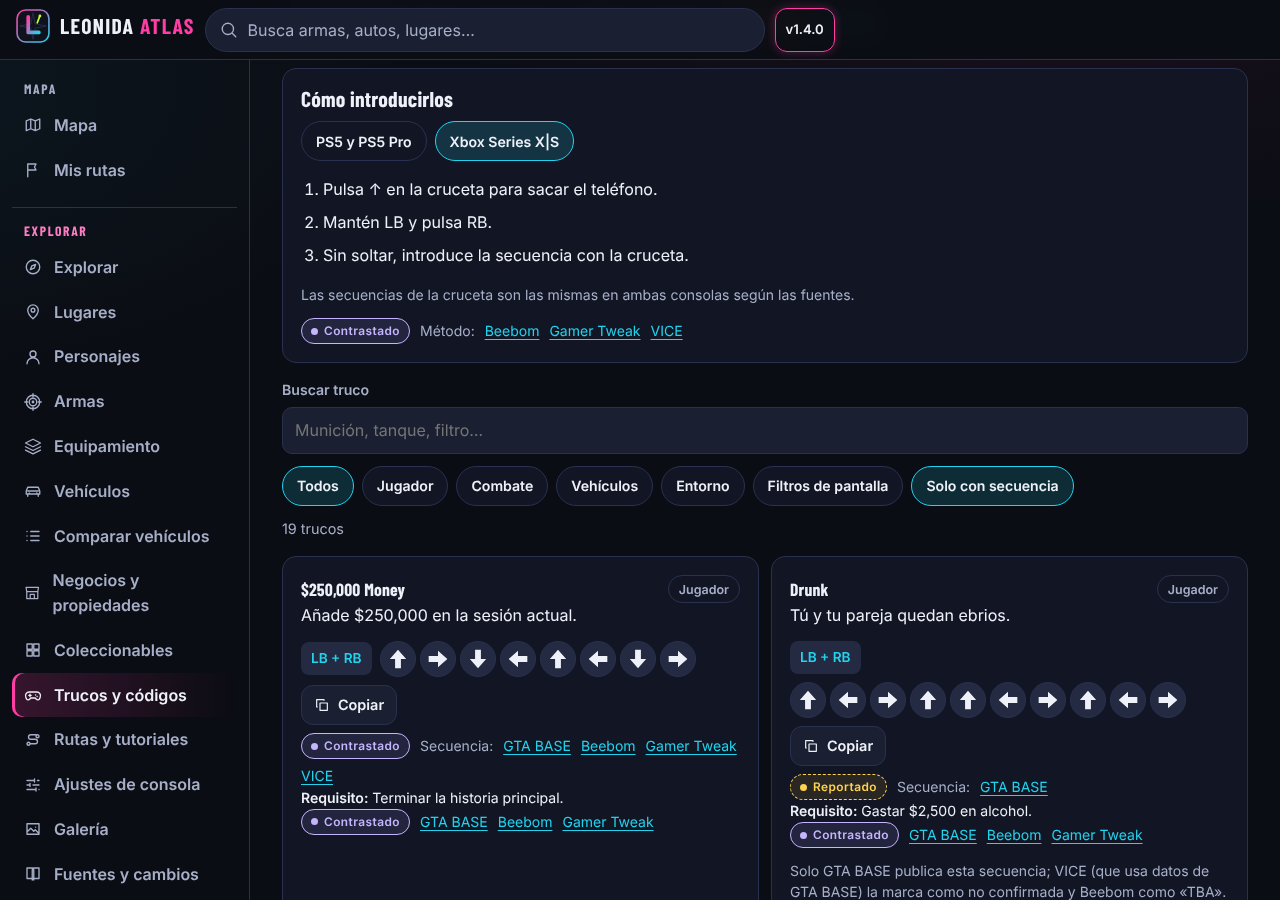 LEONIDA ATLAS
Busca armas, autos, lugares...
v1.4.0
MAPA
Mapa
Mis rutas
EXPLORAR
Explorar
Lugares
Personajes
Armas
Equipamiento
Vehículos
Comparar vehículos
Negocios y
propiedades
Coleccionables
Trucos y códigos
Rutas y tutoriales
Ajustes de consola
Galería
Fuentes y cambios
Cómo introducirlos
PS5 y PS5 Pro
Xbox Series X|S
1. Pulsa ↑ en la cruceta para sacar el teléfono.
2. Mantén LB y pulsa RB.
3. Sin soltar, introduce la secuencia con la cruceta.
Las secuencias de la cruceta son las mismas en ambas consolas según las fuentes.
Contrastado Método: Beebom Gamer Tweak VICE
Buscar truco
Munición, tanque, filtro...
Todos Jugador Combate Vehículos Entorno Filtros de pantalla Solo con secuencia
19 trucos
$250,000 Money Jugador
Añade $250,000 en la sesión actual.
LB + RB ↑ → ↓ ← ↑ ← ↓ →
Copiar
Contrastado Secuencia: GTA BASE Beebom Gamer Tweak
VICE
Requisito: Terminar la historia principal.
Contrastado GTA BASE Beebom Gamer Tweak
Drunk Jugador
Tú y tu pareja quedan ebrios.
LB + RB
↑ ← → ↑ ↑ ← → ↑ ← →
Copiar
Reportado Secuencia: GTA BASE
Requisito: Gastar $2,500 en alcohol.
Contrastado GTA BASE Beebom Gamer Tweak
Solo GTA BASE publica esta secuencia; VICE (que usa datos de
GTA BASE) la marca como no confirmada y Beebom como «TBA».